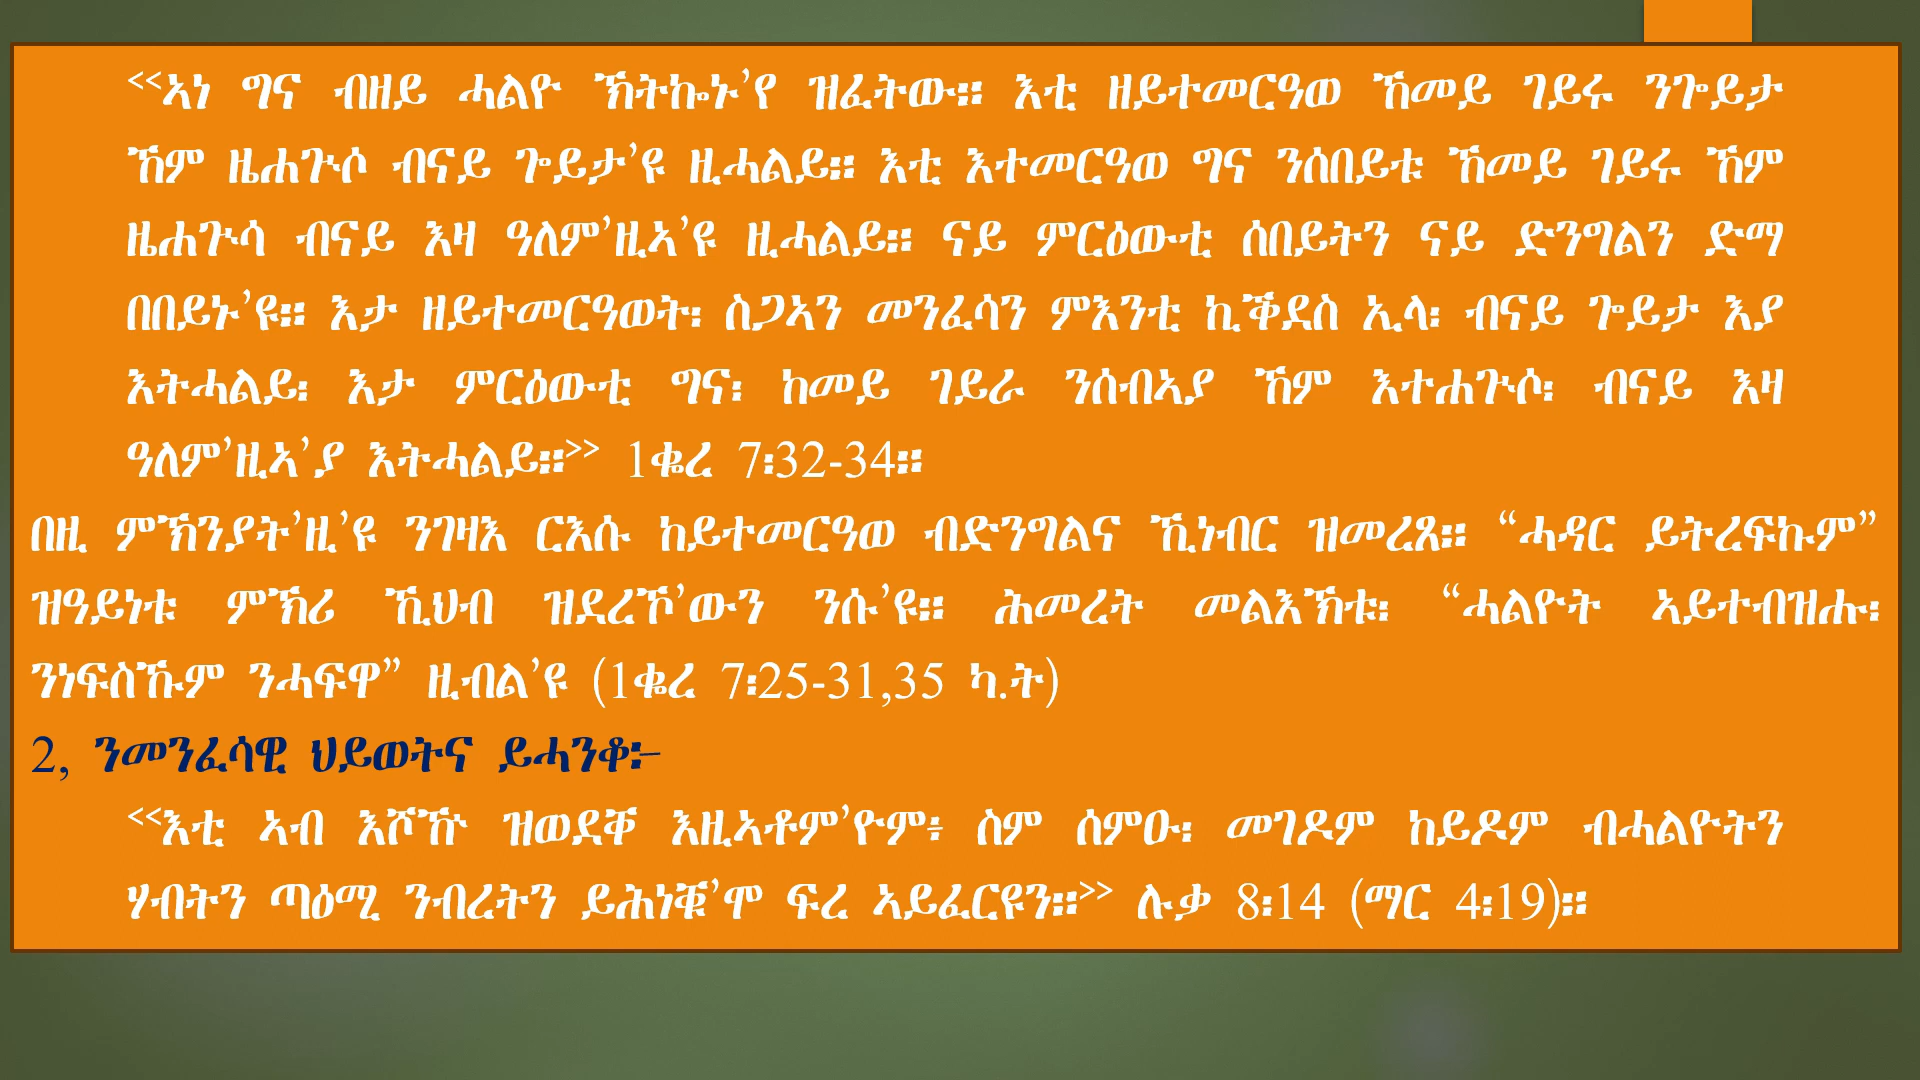 <<ኣነ ግና ብዘይ ሓልዮ ኽትኩኑ’የ ዝፈትው። እቲ ዘይተመርዓወ ኸመይ ገይሩ ንጐይታ
ኸም ዜሐጉሶ ብናይ ጐይታ’ዩ ዚሓልይ። እቲ እተመርዓወ ግና ንሰበይቱ ኸመይ ገይሩ ኸም
ዜሐጉሳ ብናይ እዛ ዓለም’ዚኣ’ዩ ዚሓልይ። ናይ ምርዕውቲ ሰበይትን ናይ ድንግልን ድማ
በበይኑ’ዩ። እታ ዘይተመርዓወት፡ ስጋኣን መንፈሳን ምእንቲ ኪቕደስ ኢላ፡ ብናይ ጐይታ እያ
እትሓልይ፡ እታ ምርዕውቲ ግና፡ ከመይ ገይራ ንሰብኣያ ኸም እተሐጉሶ፡ ብናይ እዛ
ዓለም’ዚኣ’ያ እትሓልይ።>> 1ቈረ 7፡32-34።
በዚ ምኽንያት’ዚ’ዩ ንገዛእ ርእሱ ከይተመርዓወ ብድንግልና ኺነብር ዝመረጸ። “ሓዳር ይትረፍኩም”
ዝዓይነቱ ምኽሪ ኺህብ ዝደረኾ’ውን ንሱ’ዩ። ሕመረት መልእኽቱ፡ “ሓልዮት ኣይተብዝሑ፡
ንነፍስኹም ንሓፍዋ” ዚብል’ዩ (1ቈረ 7፡25-31,35 ካ.ት)
2, ንመንፈሳዊ ህይወትና ይሓንቆ፦
<<እቲ ኣብ እሾዅ ዝወደቐ እዚኣቶም’ዮም፥ ስም ሰምዑ፡ መገዶም ከይዶም ብሓልዮትን
ሃብትን ጣዕሚ ንብረትን ይሕነቑ’ሞ ፍረ ኣይፈርዩን።>> ሉቃ 8፡14 (ማር 4፡19)።